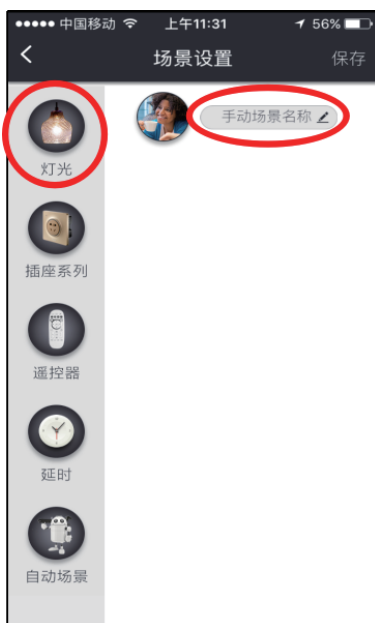 中国移动 上午11:31 56%
场景设置 保存
手动场景名称
灯光
插座系列
遥控器
延时
自动场景